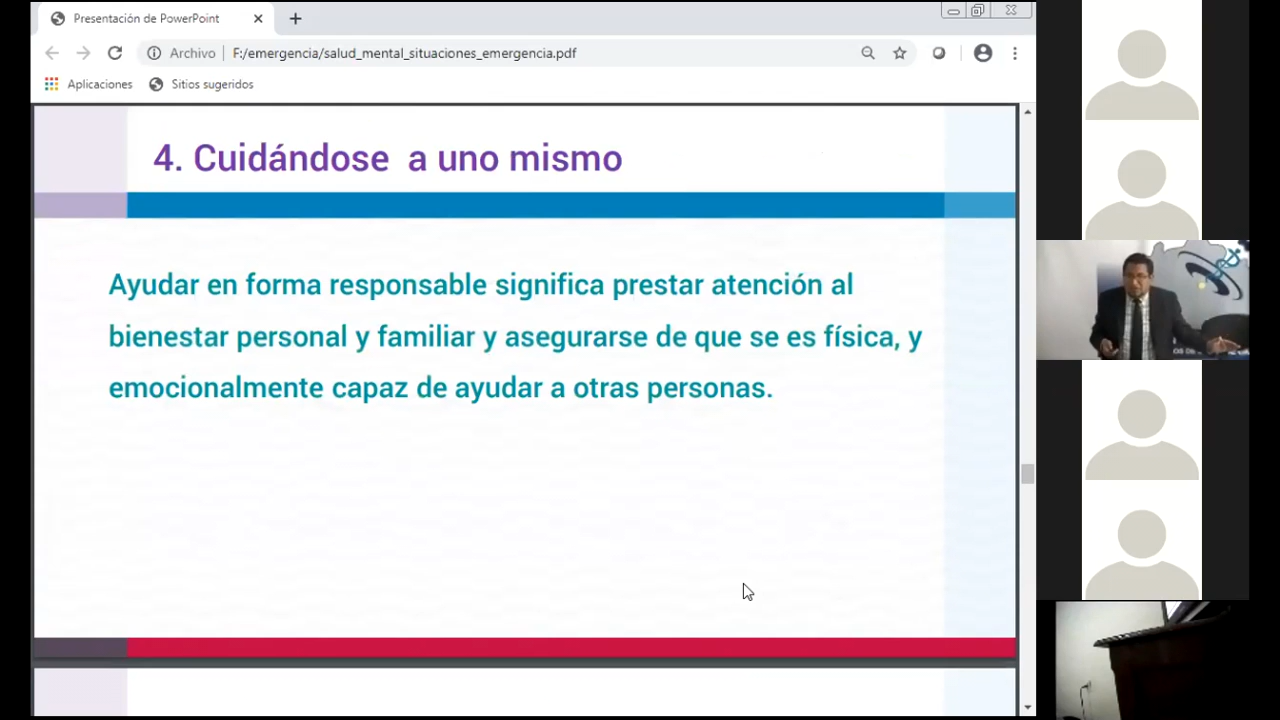 Presentación de PowerPoint
Archivo
F:/emergencia/salud_mental_situaciones_emergencia.pdf
Aplicaciones
Sitios sugeridos
4. Cuidándose a uno mismo
Ayudar en forma responsable significa prestar atención al
bienestar personal y familiar y asegurarse de que se es física, y
emocionalmente capaz de ayudar a otras personas.